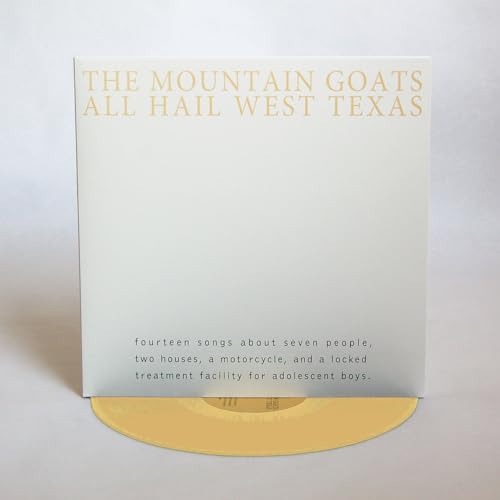 THE MOUNTAIN GOATS
ALL HAIL WEST TEXAS
fourteen songs about seven people,
two houses, a motorcycle, and a locked
treatment facility for adolescent boys.